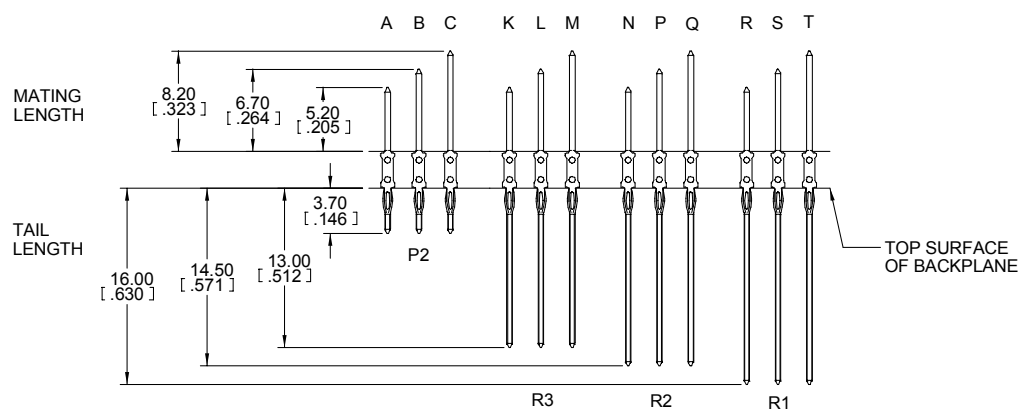 A B C K L M N P Q R S T
MATING
LENGTH
8.20
[ .323 ]
6.70
[ .264 ]
5.20
[ .205 ]
TAIL
LENGTH
3.70
[ .146 ]
13.00
[ .512 ]
14.50
[ .571 ]
16.00
[ .630 ]
P2
TOP SURFACE
OF BACKPLANE
R3 R2 R1